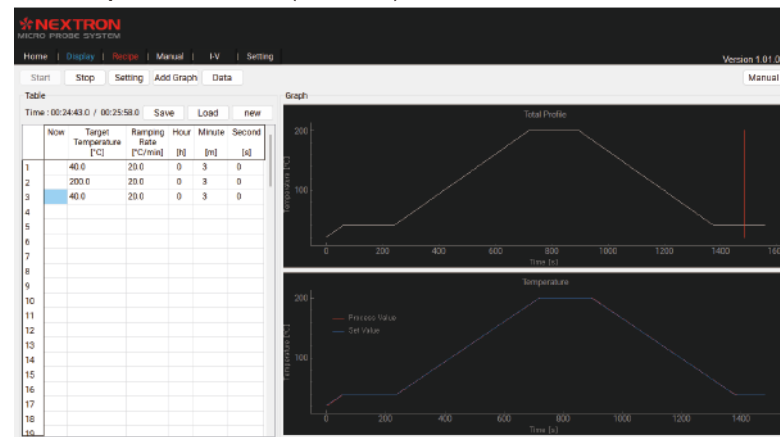 NEXTRON
MICRO PROBE SYSTEM
Home | Display | Recipe | Manual | I-V | Setting
Version 1.01.0
Start Stop Setting Add Graph Data Manual
Table Graph
Time : 00:24:43.0 / 00:25:58.0 Save Load new
Now Target Temperature [°C] Ramping Rate [°C/min] Hour [h] Minute [m] Second [s]
1 40.0 20.0 0 3 0
2 200.0 20.0 0 3 0
3 40.0 20.0 0 3 0
4
5
6
7
8
9
10
11
12
13
14
15
16
17
18
19
Total Profile
200
100
Temperature [°C]
0 200 400 600 800 1000 1200 1400 160
Time [s]
Temperature
200
Process Value
Set Value
100
Temperature [°C]
0 200 400 600 800 1000 1200 1400
Time [s]